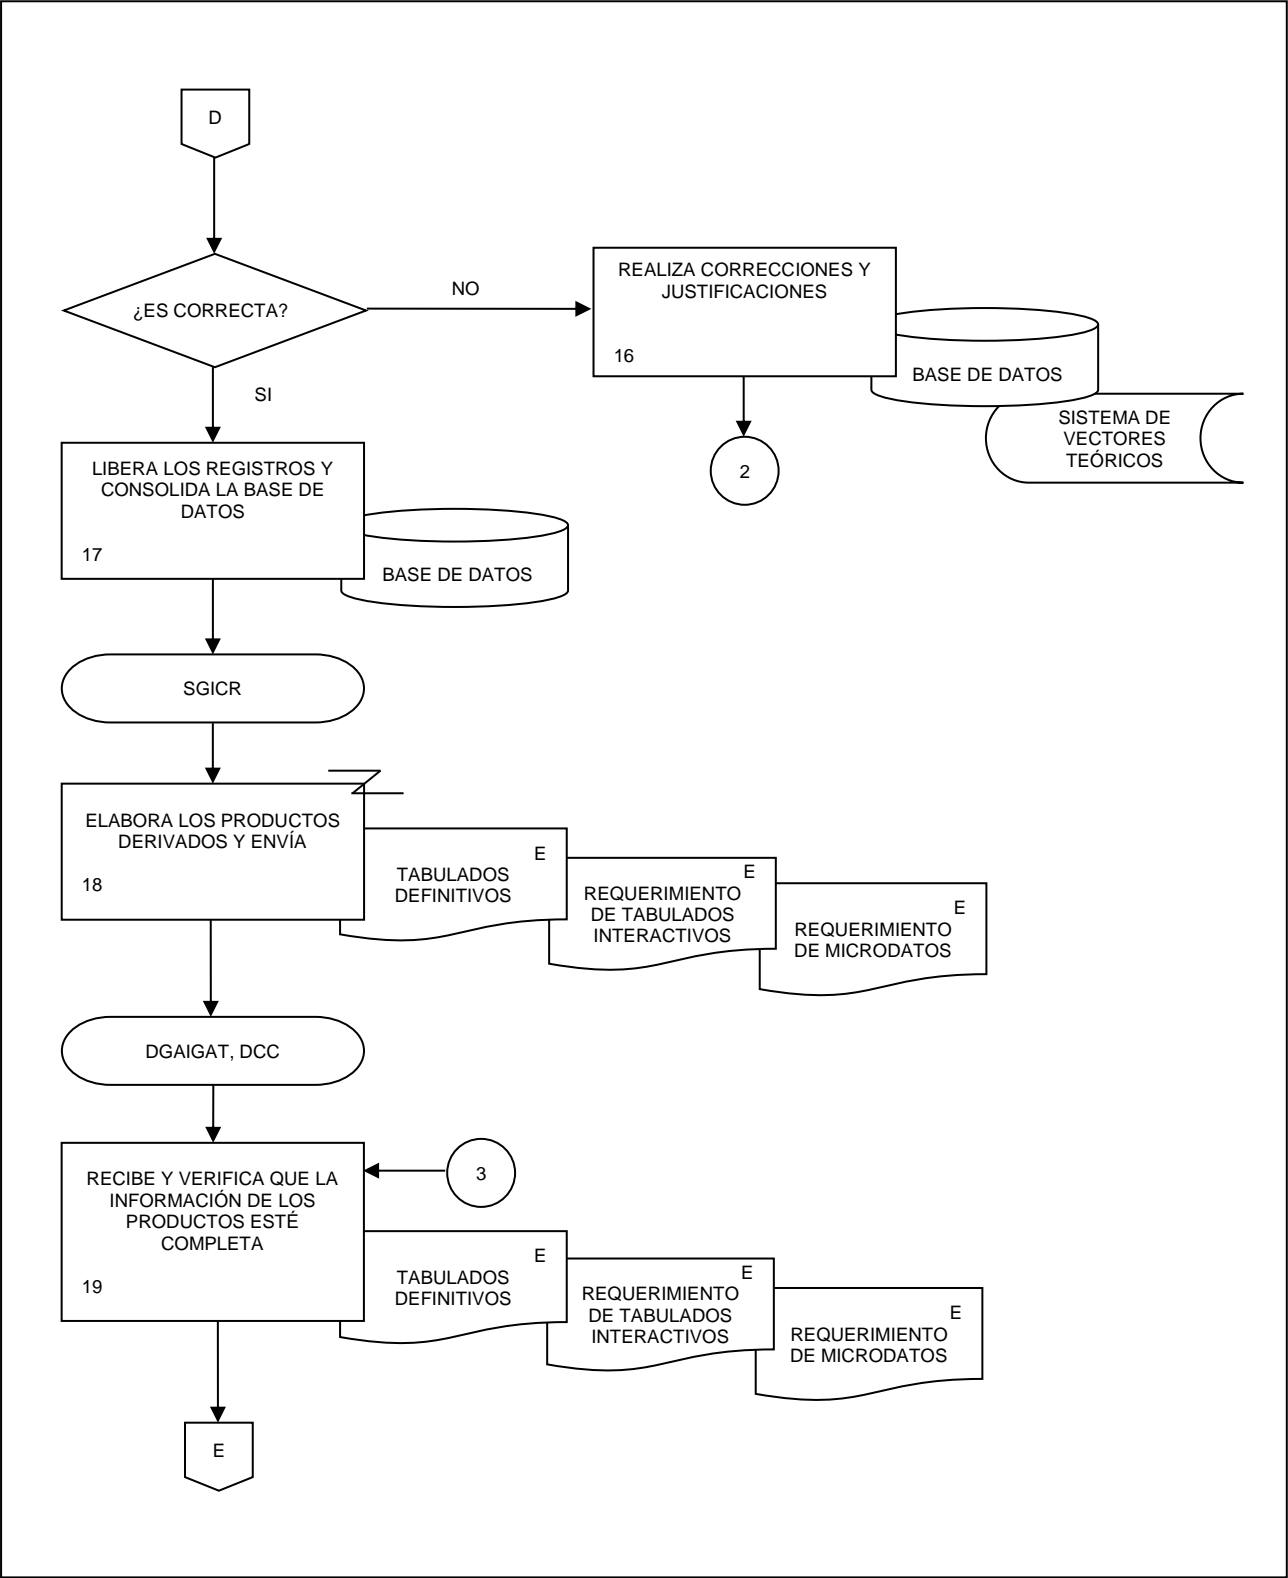 D
¿ES CORRECTA?
NO
REALIZA CORRECCIONES Y
JUSTIFICACIONES
16
BASE DE DATOS
SISTEMA DE
VECTORES
TEÓRICOS
2
SI
LIBERA LOS REGISTROS Y
CONSOLIDA LA BASE DE
DATOS
17
BASE DE DATOS
SGICR
ELABORA LOS PRODUCTOS
DERIVADOS Y ENVÍA
18
E
TABULADOS
DEFINITIVOS
E
REQUERIMIENTO
DE TABULADOS
INTERACTIVOS
E
REQUERIMIENTO
DE MICRODATOS
DGAIGAT, DCC
RECIBE Y VERIFICA QUE LA
INFORMACIÓN DE LOS
PRODUCTOS ESTÉ
COMPLETA
19
3
E
TABULADOS
DEFINITIVOS
E
REQUERIMIENTO
DE TABULADOS
INTERACTIVOS
E
REQUERIMIENTO
DE MICRODATOS
E